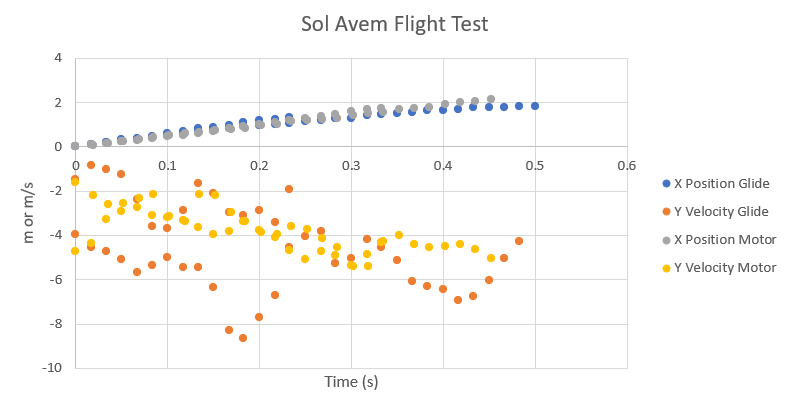 Sol Avem Flight Test
4
2
0
0 0.1 0.2 0.3 0.4 0.5 0.6
-2
-4
-6
-8
-10
m or m/s
Time (s)
X Position Glide
Y Velocity Glide
X Position Motor
Y Velocity Motor